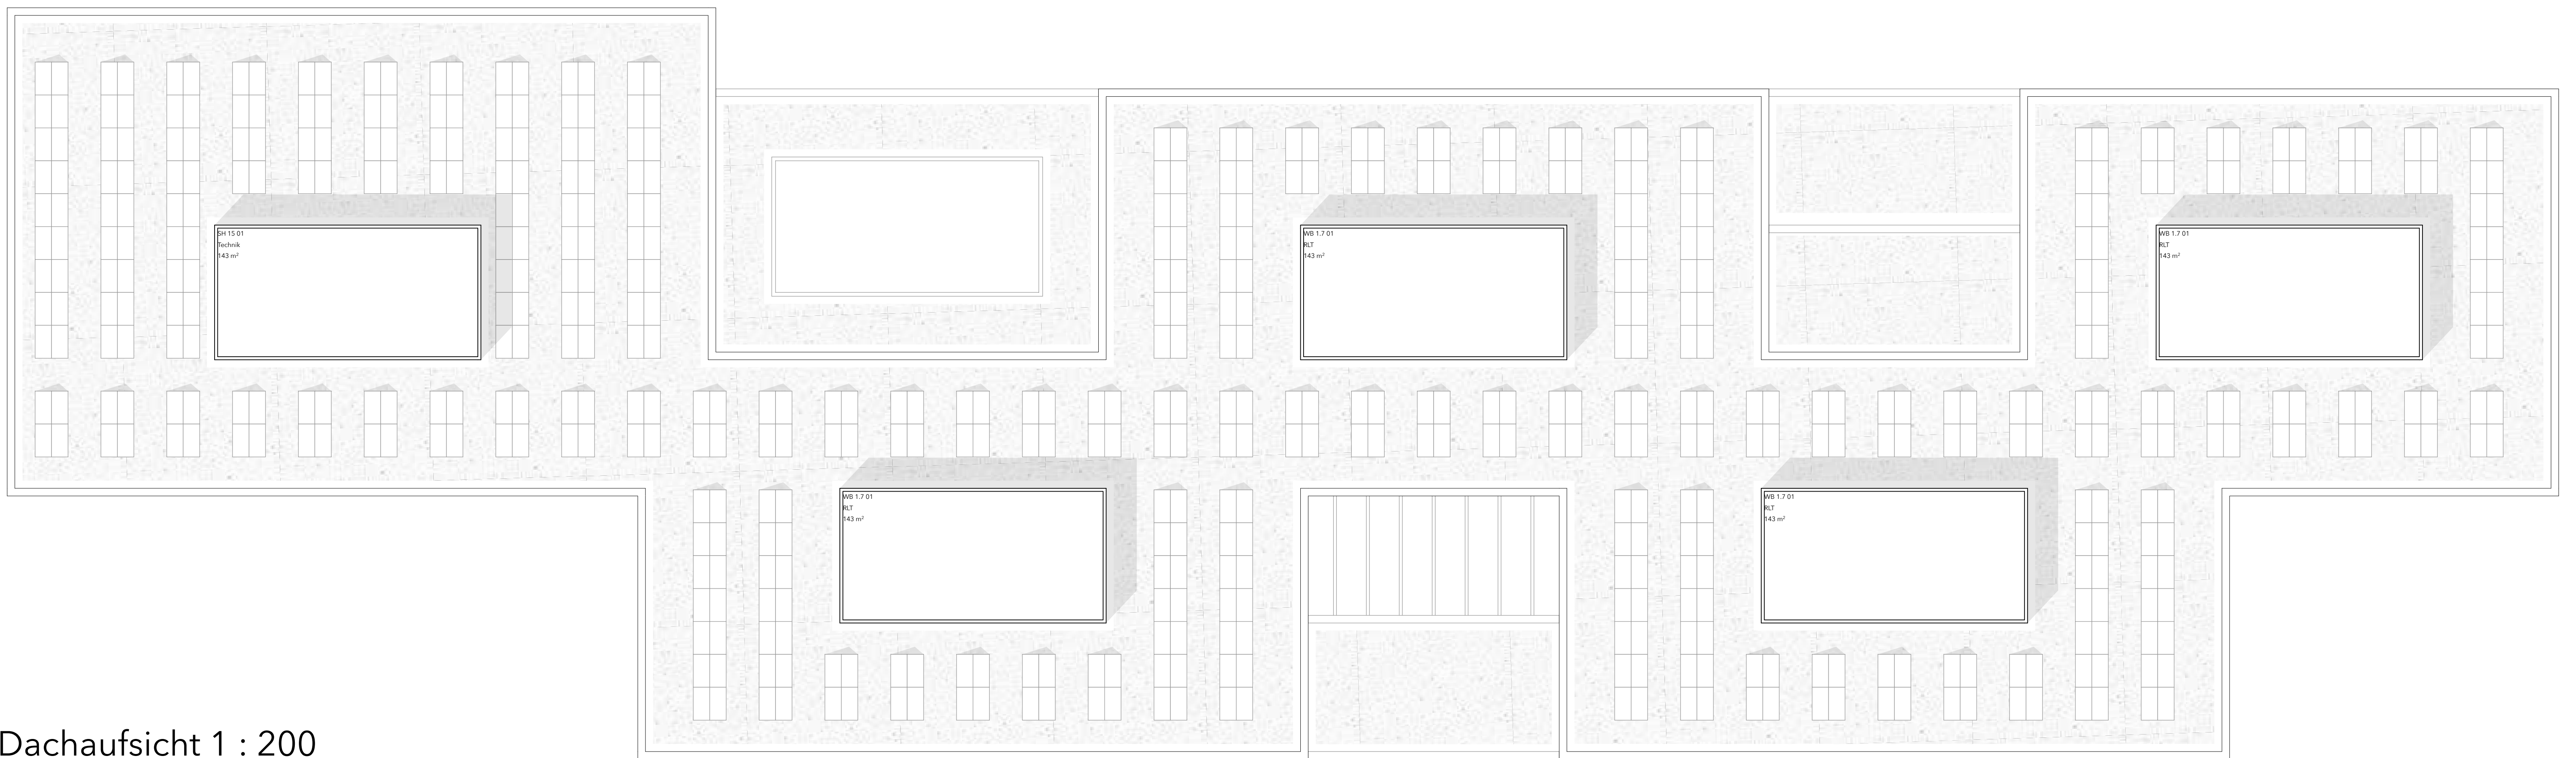 SH 1S 01
Technik
143 m²
WB 1.7 01
RLT
143 m²
WB 1.7 01
RLT
143 m²
WB 1.7 01
RLT
143 m²
WB 1.7 01
RLT
143 m²
Dachaufsicht 1 : 200